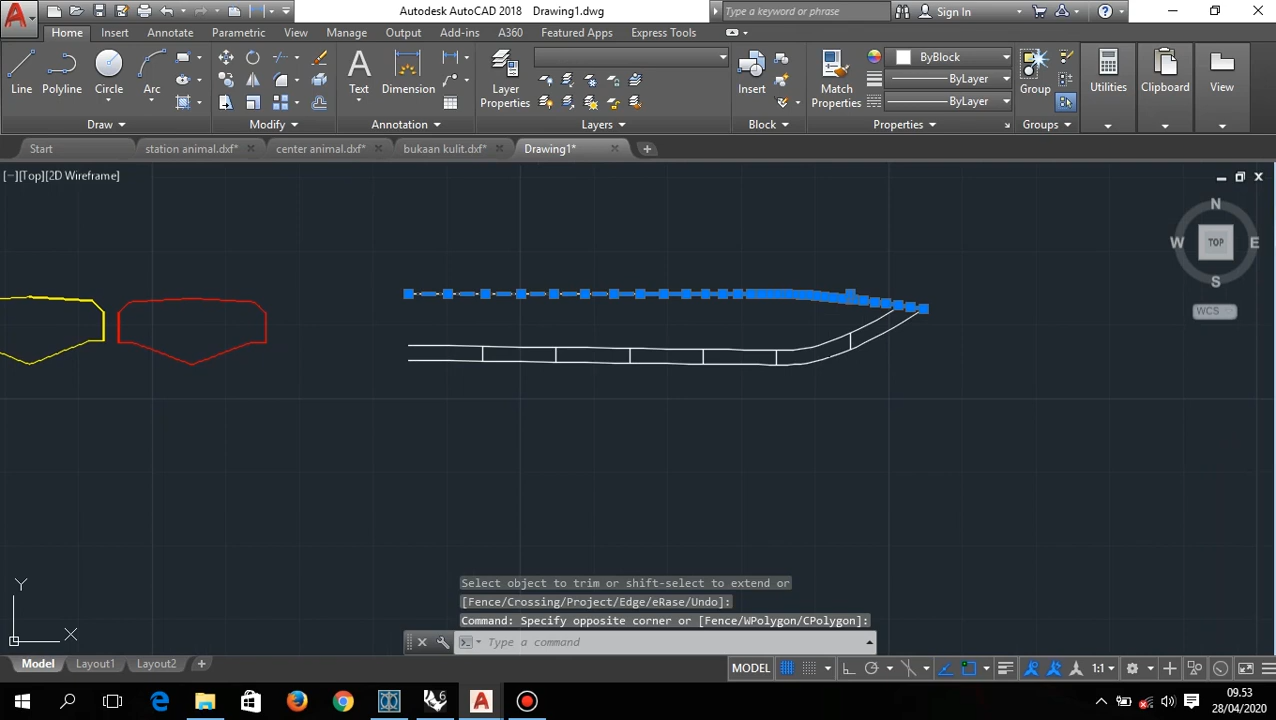 Autodesk AutoCAD 2018 Drawing1.dwg
Type a keyword or phrase
Sign In
Home Insert Annotate Parametric View Manage Output Add-ins A360 Featured Apps Express Tools
Line Polyline Circle Arc
Text Dimension
Layer Properties
Insert
Match Properties
ByBlock
ByLayer
ByLayer
Group
Utilities
Clipboard
View
Draw Modify Annotation Layers Block Properties Groups
Start station animal.dxf* center animal.dxf* bukaan kulit.dxf* Drawing1*
[−][Top][2D Wireframe]
N
W TOP E
S
WCS
Select object to trim or shift-select to extend or
[Fence/Crossing/Project/Edge/eRase/Undo]:
Command: Specify opposite corner or [Fence/WPolygon/CPolygon]:
Type a command
Y
X
Model Layout1 Layout2 +
MODEL 1:1
09.53
28/04/2020